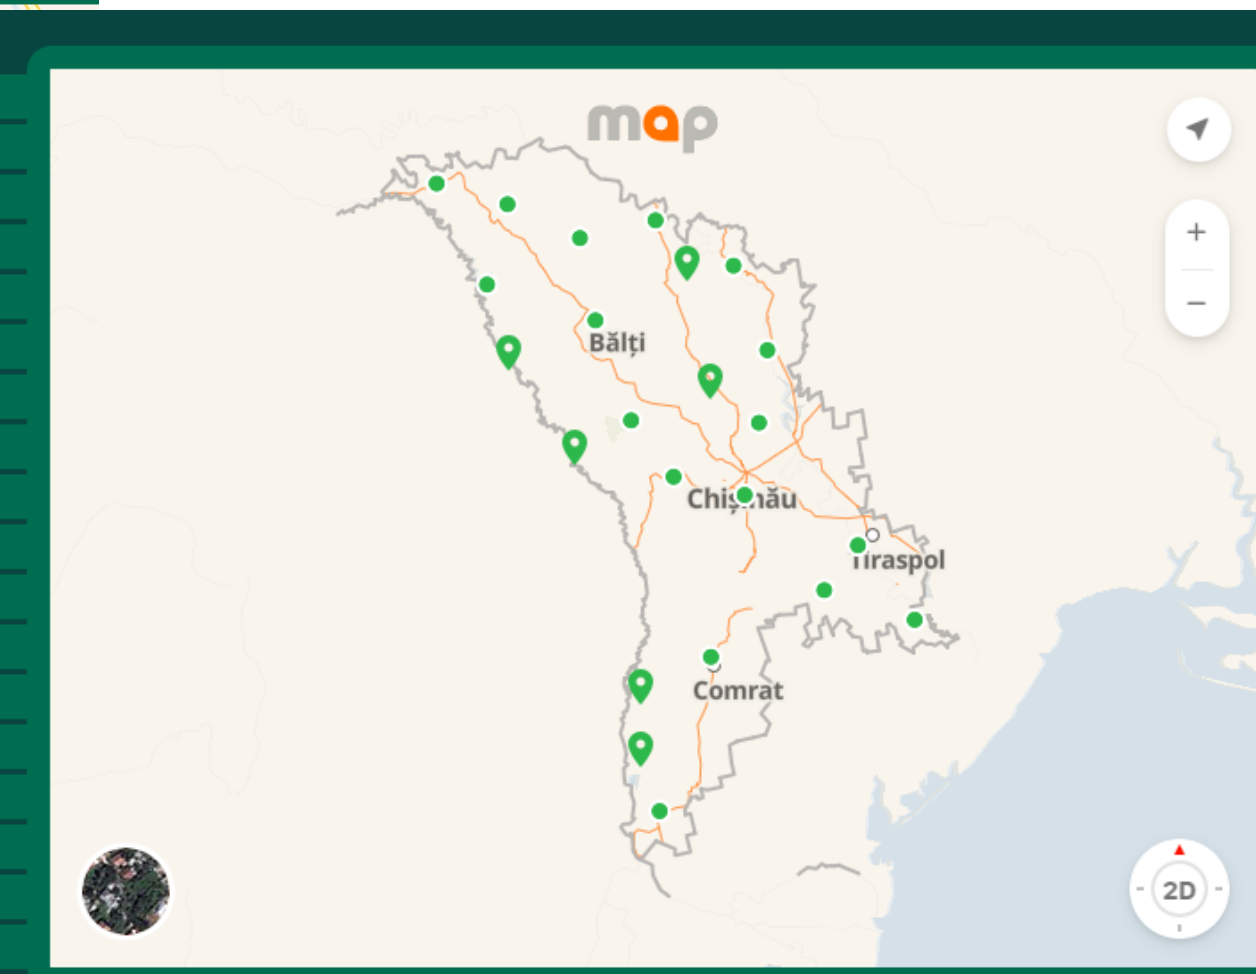 map
+
−
Bălți
Chișinău
Tiraspol
Comrat
2D